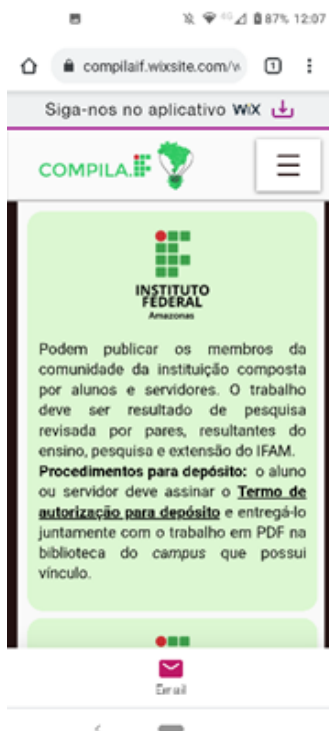 87% 12:07
compilaif.wixsite.com/w
1
Siga-nos no aplicativo WiX
COMPILA.IF
INSTITUTO
FEDERAL
Amazonas
Podem publicar os membros da
comunidade da instituição composta
por alunos e servidores. O trabalho
deve ser resultado de pesquisa
revisada por pares, resultantes do
ensino, pesquisa e extensão do IFAM.
Procedimentos para depósito: o aluno
ou servidor deve assinar o Termo de
autorização para depósito e entregá-lo
juntamente com o trabalho em PDF na
biblioteca do campus que possui
vínculo.
Email